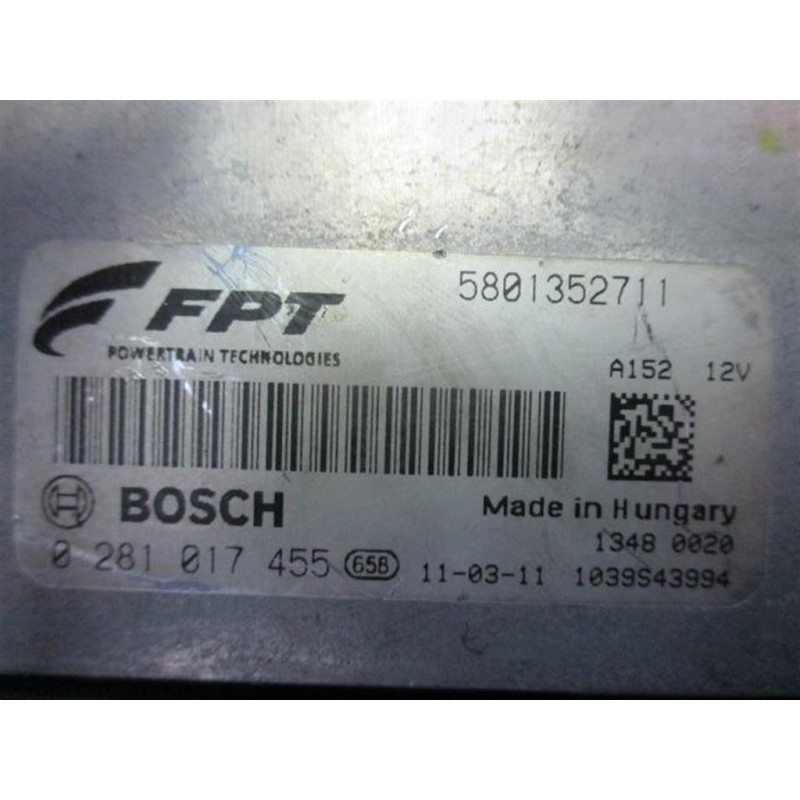 FPT
POWERTRAIN TECHNOLOGIES
5801352711
A152 12V
BOSCH
Made in Hungary
1348 0020
0 281 017 455 65B 11-03-11 1039S43994